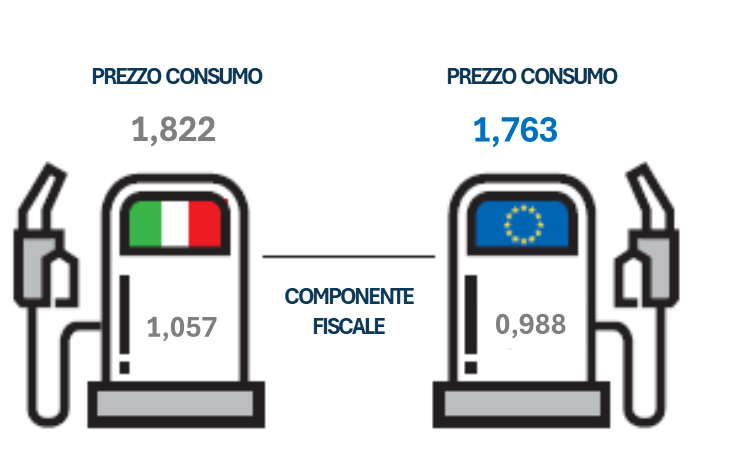 PREZZO CONSUMO
1,822
PREZZO CONSUMO
1,763
COMPONENTE
FISCALE
1,057
0,988